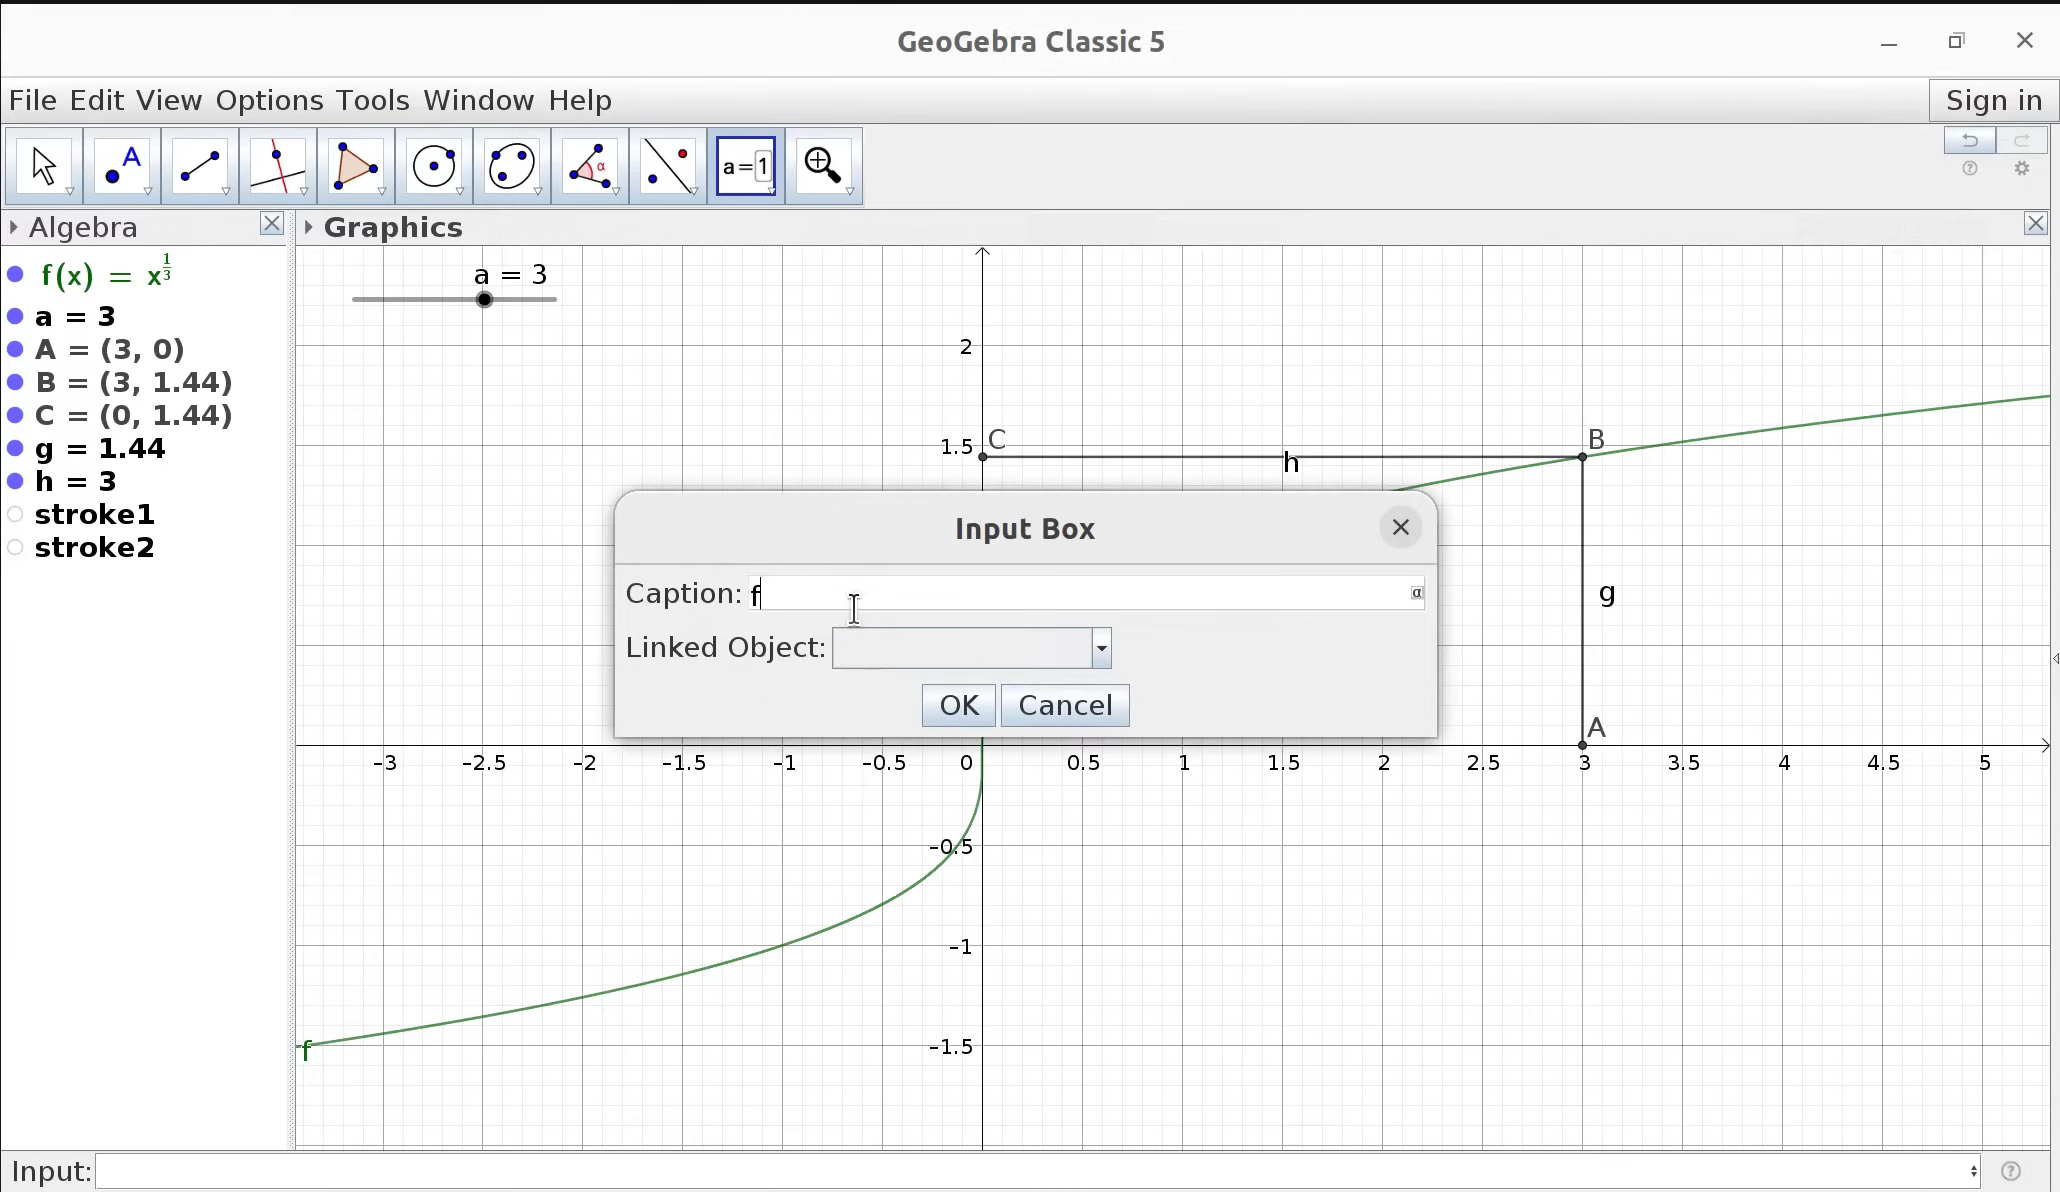 GeoGebra Classic 5
File Edit View Options Tools Window Help
Sign in
A
α
a=1
Algebra
Graphics
f(x) = x^(1/3)
a = 3
A = (3, 0)
B = (3, 1.44)
C = (0, 1.44)
g = 1.44
h = 3
stroke1
stroke2
a = 3
2
1.5
C
h
B
Input Box
Caption: f
α
Linked Object:
OK Cancel
g
A
-3 -2.5 -2 -1.5 -1 -0.5 0 0.5 1 1.5 2 2.5 3 3.5 4 4.5 5
-0.5
-1
-1.5
f
Input: